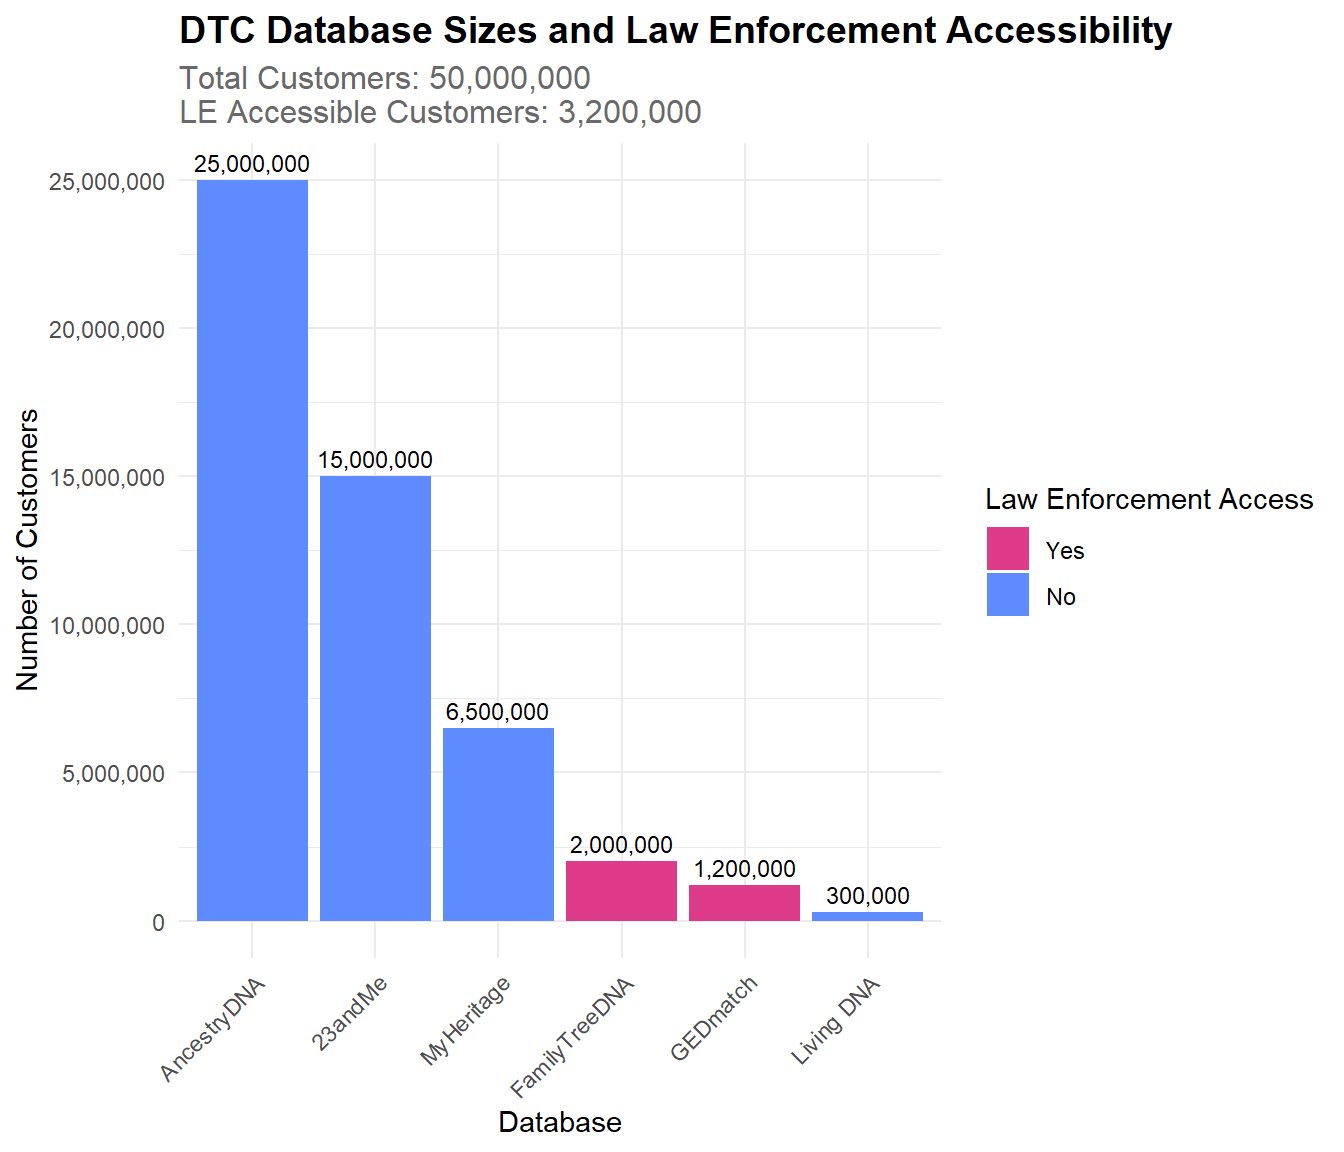 DTC Database Sizes and Law Enforcement Accessibility
Total Customers: 50,000,000
LE Accessible Customers: 3,200,000
Number of Customers
25,000,000
20,000,000
15,000,000
10,000,000
5,000,000
0
25,000,000
15,000,000
6,500,000
2,000,000
1,200,000
300,000
AncestryDNA
23andMe
MyHeritage
FamilyTreeDNA
GEDmatch
Living DNA
Database
Law Enforcement Access
Yes
No